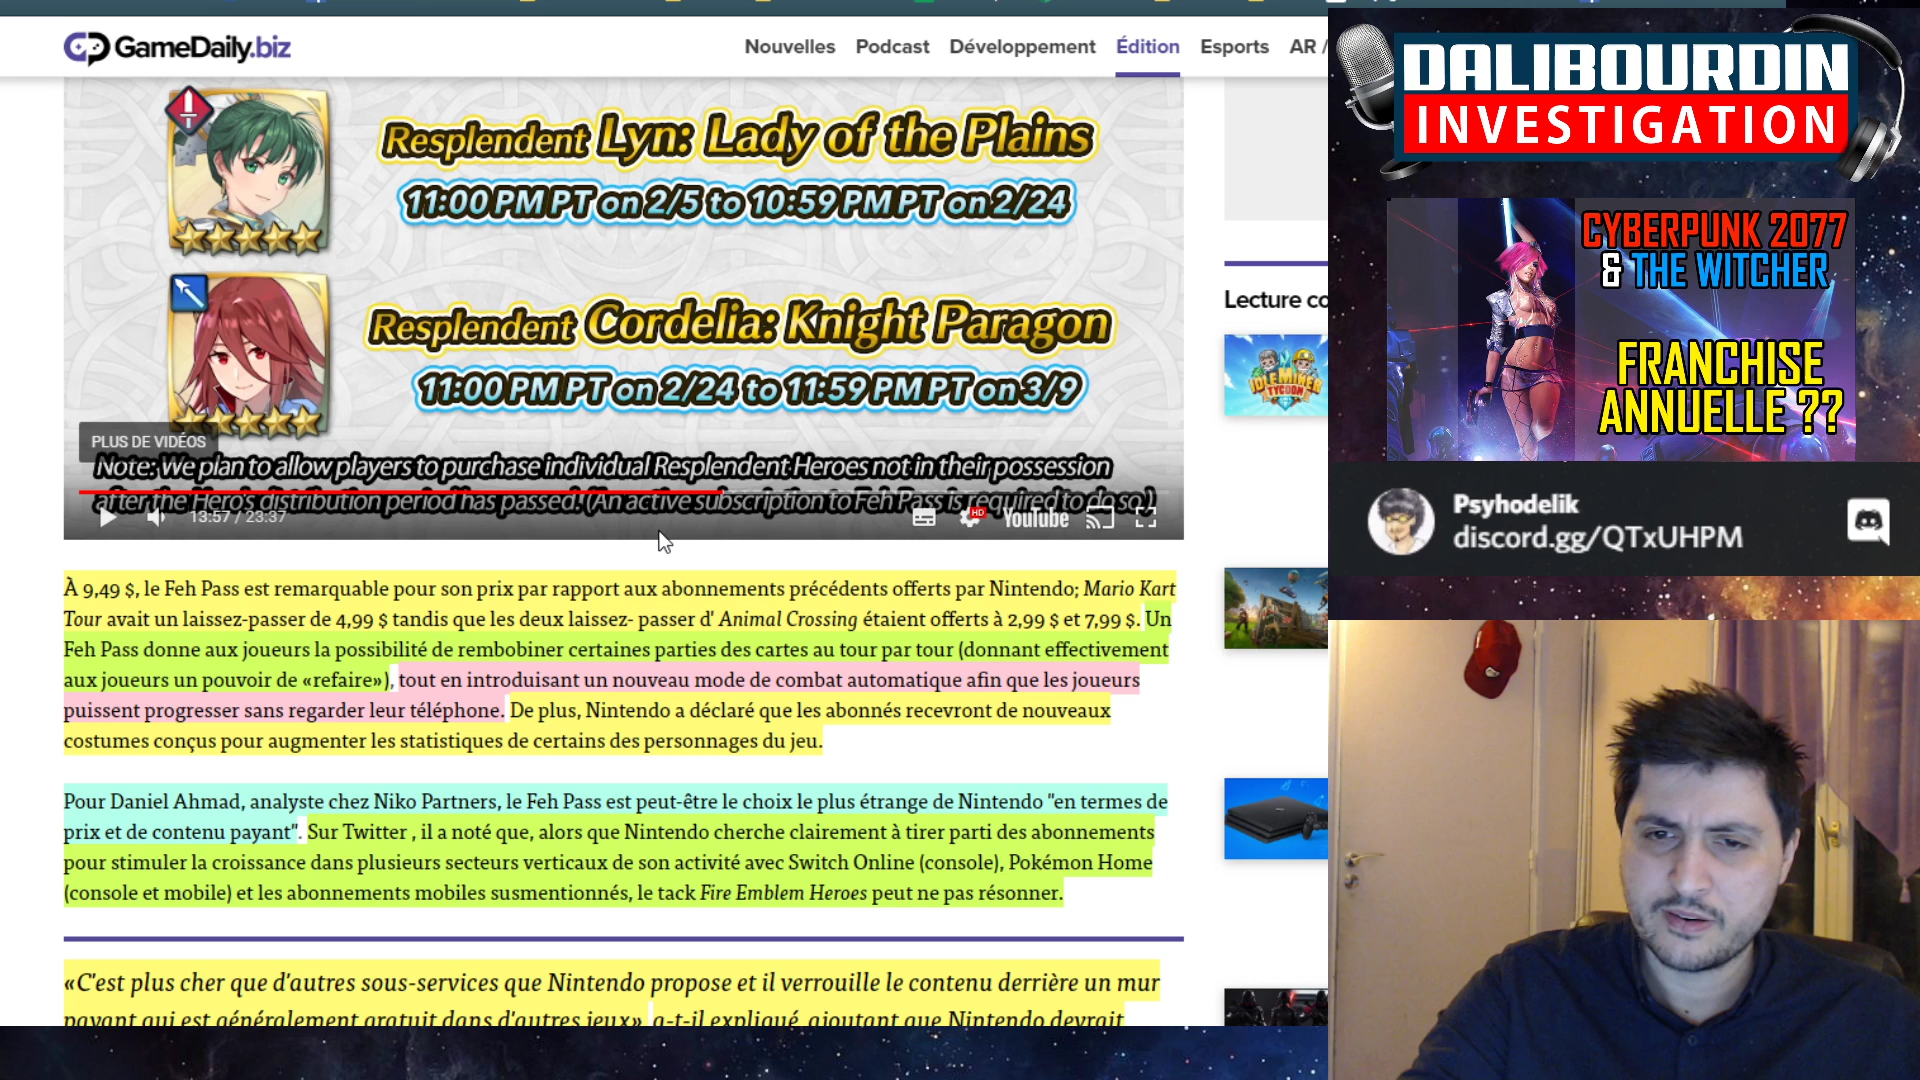 GameDaily.biz
Nouvelles Podcast Développement Édition Esports AR /
Resplendent Lyn: Lady of the Plains
11:00 PM PT on 2/5 to 10:59 PM PT on 2/24
Resplendent Cordelia: Knight Paragon
11:00 PM PT on 2/24 to 11:59 PM PT on 3/9
PLUS DE VIDÉOS
Note: We plan to allow players to purchase individual Resplendent Heroes not in their possession
after the Hero's distribution period has passed. (An active subscription to Feh Pass is required to do so.)
13:57 / 23:37
HD
YouTube
À 9,49 $, le Feh Pass est remarquable pour son prix par rapport aux abonnements précédents offerts par Nintendo; Mario Kart
Tour avait un laissez-passer de 4,99 $ tandis que les deux laissez- passer d' Animal Crossing étaient offerts à 2,99 $ et 7,99 $. Un
Feh Pass donne aux joueurs la possibilité de rembobiner certaines parties des cartes au tour par tour (donnant effectivement
aux joueurs un pouvoir de «refaire»), tout en introduisant un nouveau mode de combat automatique afin que les joueurs
puissent progresser sans regarder leur téléphone. De plus, Nintendo a déclaré que les abonnés recevront de nouveaux
costumes conçus pour augmenter les statistiques de certains des personnages du jeu.
Pour Daniel Ahmad, analyste chez Niko Partners, le Feh Pass est peut-être le choix le plus étrange de Nintendo "en termes de
prix et de contenu payant". Sur Twitter , il a noté que, alors que Nintendo cherche clairement à tirer parti des abonnements
pour stimuler la croissance dans plusieurs secteurs verticaux de son activité avec Switch Online (console), Pokémon Home
(console et mobile) et les abonnements mobiles susmentionnés, le tack Fire Emblem Heroes peut ne pas résonner.
«C'est plus cher que d'autres sous-services que Nintendo propose et il verrouille le contenu derrière un mur
payant qui est généralement gratuit dans d'autres jeux», a-t-il expliqué, ajoutant que Nintendo devrait
Lecture co
IDLE MINER
TYCOON
DALIBOURDIN
INVESTIGATION
CYBERPUNK 2077
& THE WITCHER
FRANCHISE
ANNUELLE ??
Psyhodelik
discord.gg/QTxUHPM